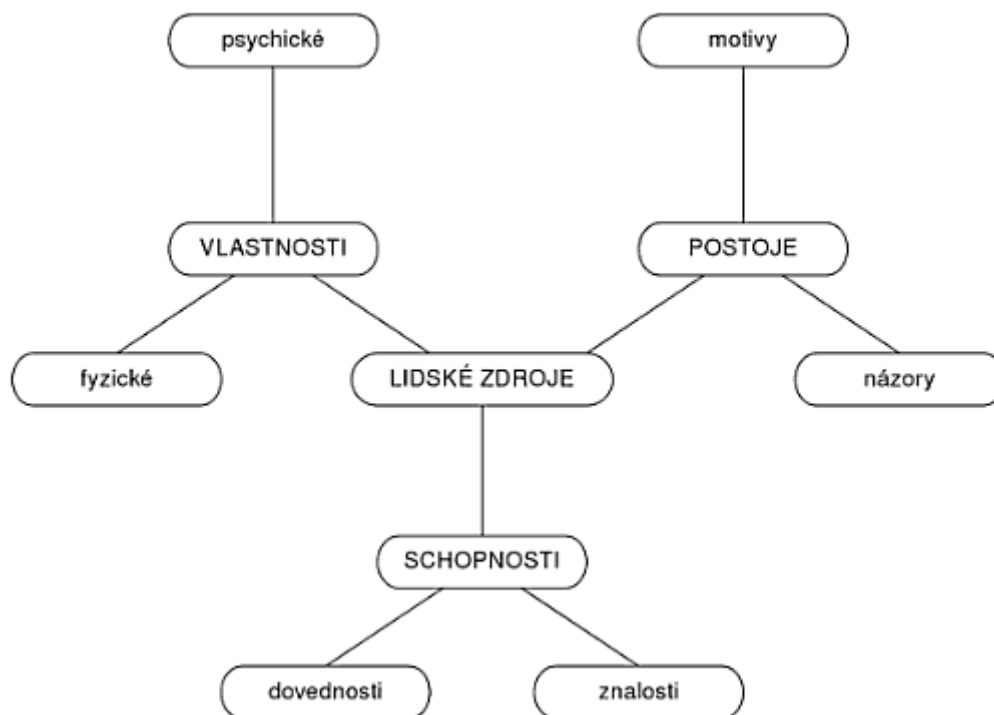 psychické
motivy
VLASTNOSTI
POSTOJE
fyzické
LIDSKÉ ZDROJE
názory
SCHOPNOSTI
dovednosti
znalosti